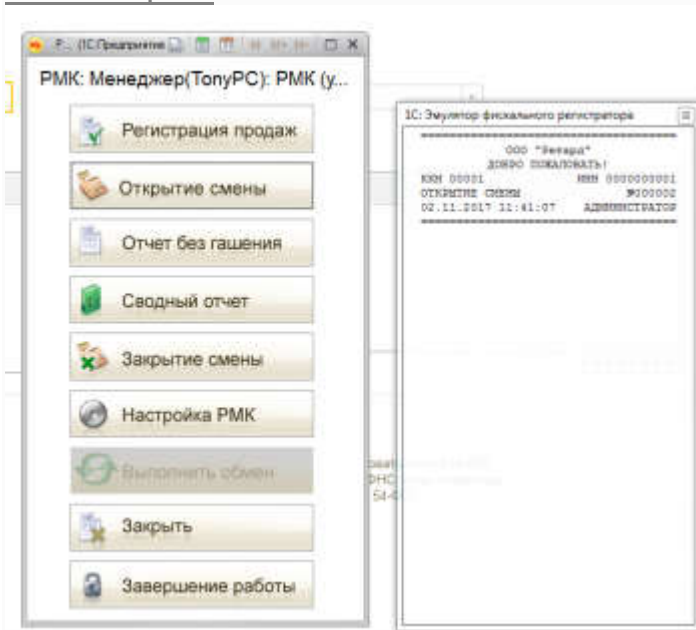 Р... (1С:Предприятие
РМК: Менеджер(TonyPC): РМК (у...
Регистрация продаж
Открытие смены
Отчет без гашения
Сводный отчет
Закрытие смены
Настройка РМК
Выполнить обмен
Закрыть
Завершение работы
1С: Эмулятор фискального регистратора
ООО
ДОБРО ПОЖАЛОВАТЬ!
ККМ 00001 ИНН 0000000001
ОТКРЫТИЕ СМЕНЫ №000002
02.11.2017 11:41:07 АДМИНИСТРАТОР